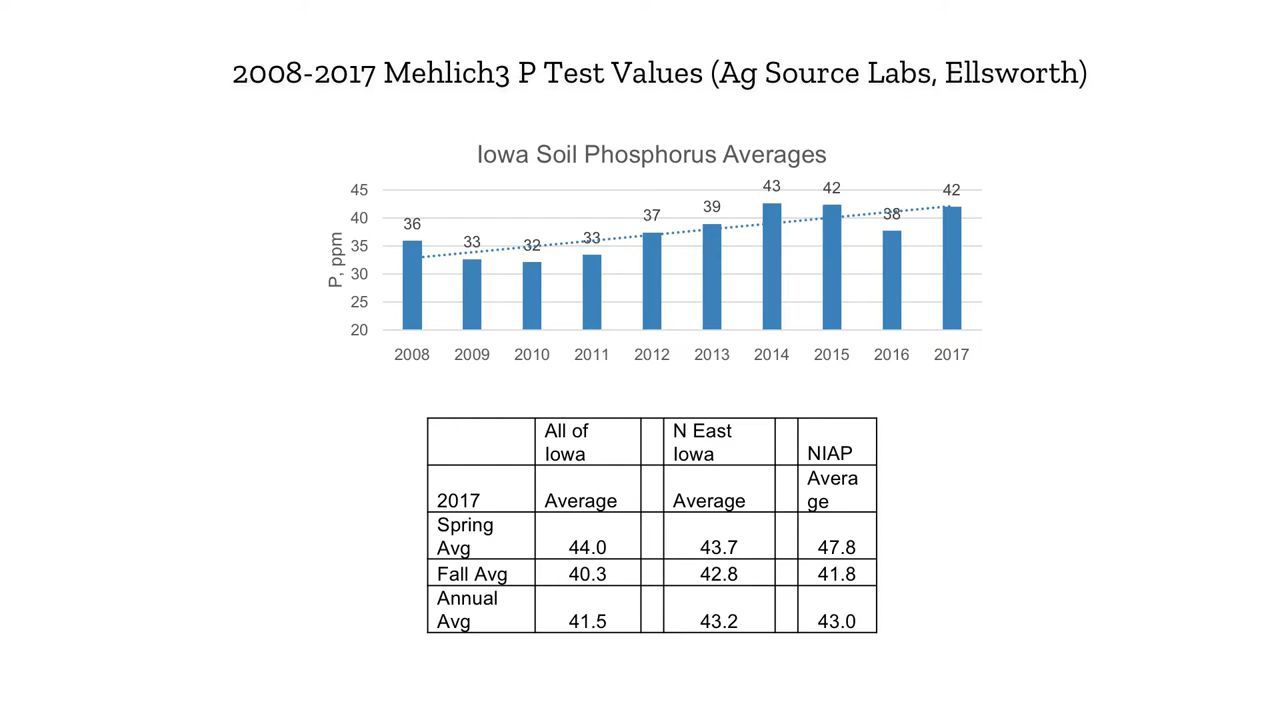 2008-2017 Mehlich3 P Test Values (Ag Source Labs, Ellsworth)
Iowa Soil Phosphorus Averages
P, ppm
45
40
35
30
25
20
36
33
32
33
37
39
43
42
38
42
2008 2009 2010 2011 2012 2013 2014 2015 2016 2017
All of
Iowa
N East
Iowa
NIAP
2017
Average
Average
Avera
ge
Spring
Avg
44.0
43.7
47.8
Fall Avg
40.3
42.8
41.8
Annual
Avg
41.5
43.2
43.0